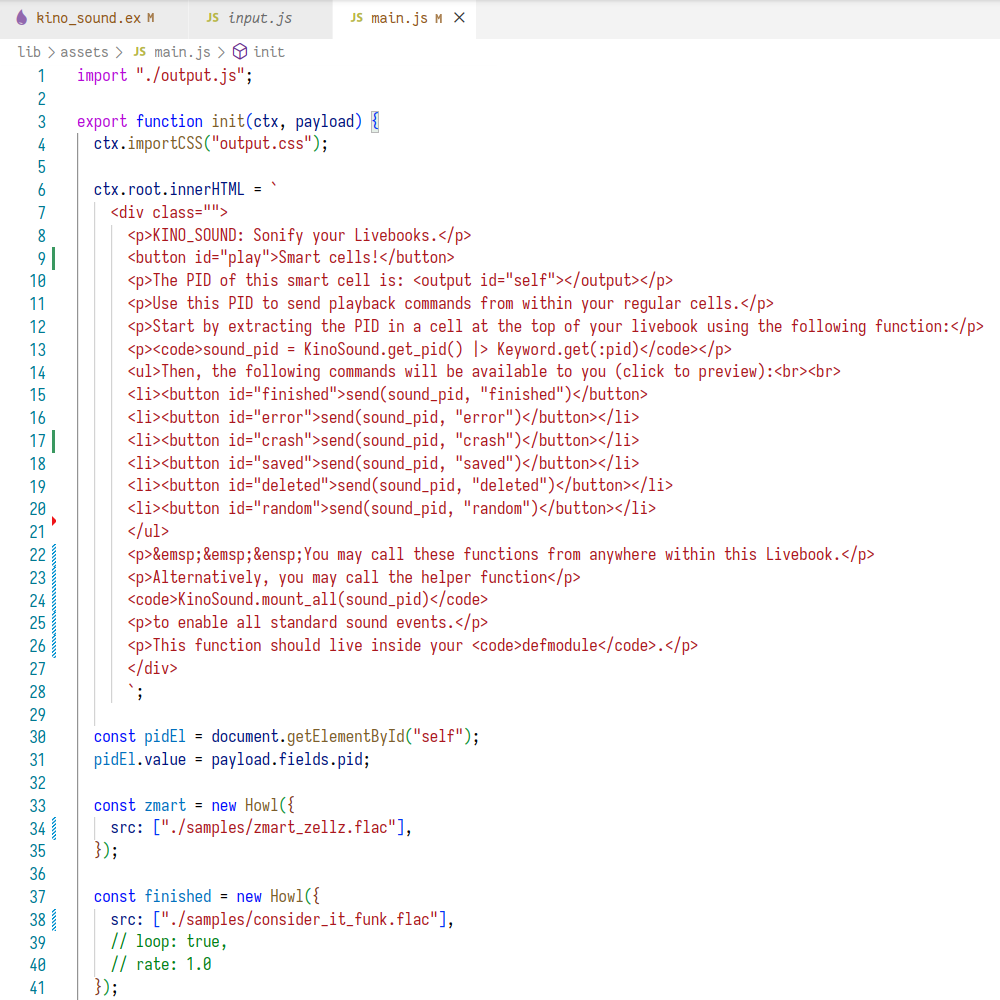 kino_sound.ex M JS input.js JS main.js M ×
lib > assets > JS main.js > init
1 import "./output.js";
2
3 export function init(ctx, payload) {
4 ctx.importCSS("output.css");
5
6 ctx.root.innerHTML = `
7 <div class="">
8 <p>KINO_SOUND: Sonify your Livebooks.</p>
9 <button id="play">Smart cells!</button>
10 <p>The PID of this smart cell is: <output id="self"></output></p>
11 <p>Use this PID to send playback commands from within your regular cells.</p>
12 <p>Start by extracting the PID in a cell at the top of your livebook using the following function:</p>
13 <p><code>sound_pid = KinoSound.get_pid() |> Keyword.get(:pid)</code></p>
14 <ul>Then, the following commands will be available to you (click to preview):<br><br>
15 <li><button id="finished">send(sound_pid, "finished")</button>
16 <li><button id="error">send(sound_pid, "error")</button></li>
17 <li><button id="crash">send(sound_pid, "crash")</button></li>
18 <li><button id="saved">send(sound_pid, "saved")</button></li>
19 <li><button id="deleted">send(sound_pid, "deleted")</button></li>
20 <li><button id="random">send(sound_pid, "random")</button></li>
21 </ul>
22 <p>&emsp;&emsp;&ensp;You may call these functions from anywhere within this Livebook.</p>
23 <p>Alternatively, you may call the helper function</p>
24 <code>KinoSound.mount_all(sound_pid)</code>
25 <p>to enable all standard sound events.</p>
26 <p>This function should live inside your <code>defmodule</code>.</p>
27 </div>
28 `;
29
30 const pidEl = document.getElementById("self");
31 pidEl.value = payload.fields.pid;
32
33 const zmart = new Howl({
34 src: ["./samples/zmart_zellz.flac"],
35 });
36
37 const finished = new Howl({
38 src: ["./samples/consider_it_funk.flac"],
39 // loop: true,
40 // rate: 1.0
41 });